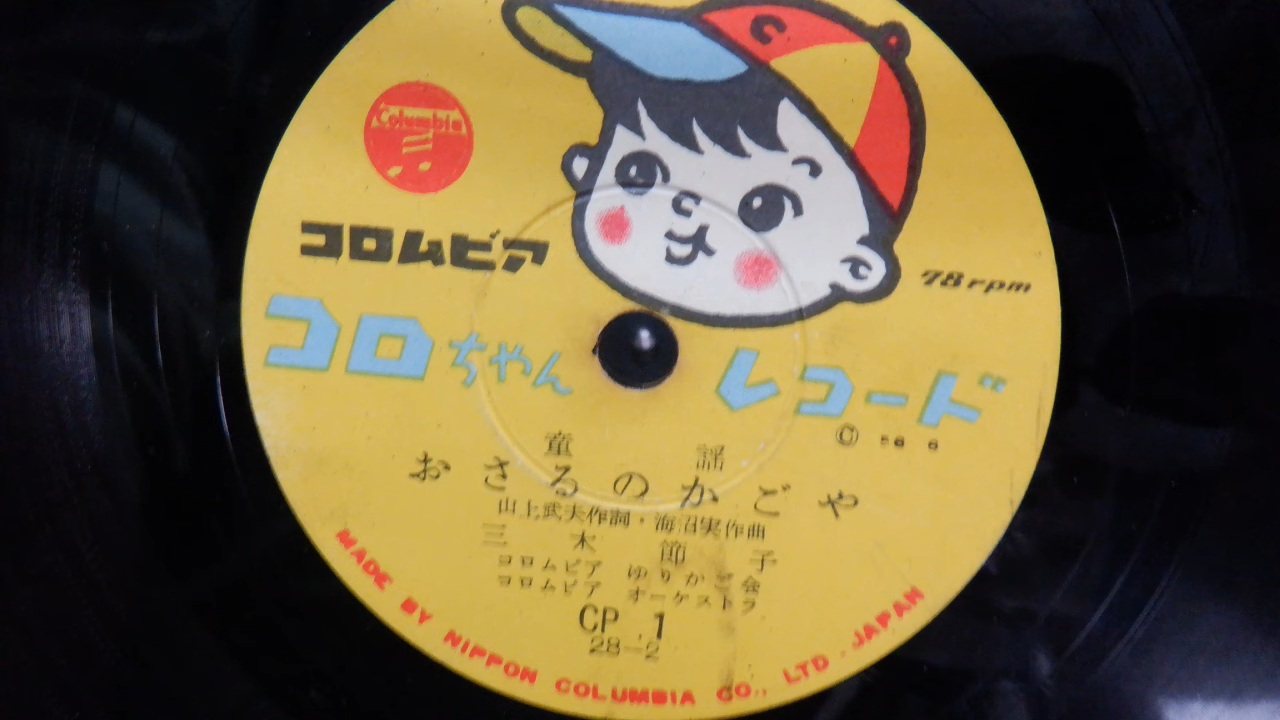 C
Columbia
コロムビア
78 rpm
コロちゃん レコード
© 56 6
童謡
おさるのかごや
山上武夫作詞・海沼実作曲
三木節子
コロムビア ゆりかご会
コロムビア オーケストラ
CP 1
28-2
MADE BY NIPPON COLUMBIA CO., LTD. JAPAN